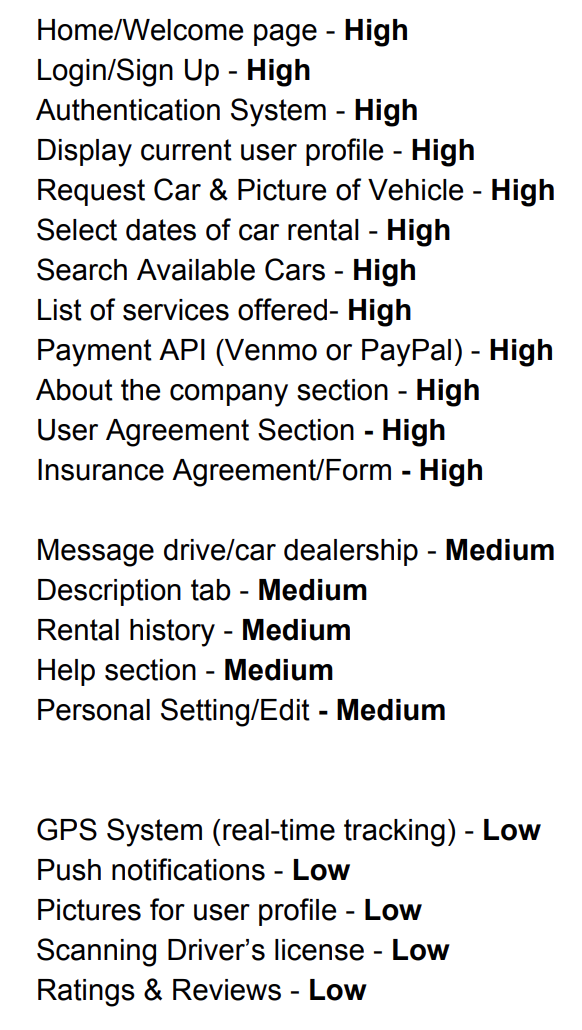 Home/Welcome page - High
Login/Sign Up - High
Authentication System - High
Display current user profile - High
Request Car & Picture of Vehicle - High
Select dates of car rental - High
Search Available Cars - High
List of services offered- High
Payment API (Venmo or PayPal) - High
About the company section - High
User Agreement Section - High
Insurance Agreement/Form - High
Message drive/car dealership - Medium
Description tab - Medium
Rental history - Medium
Help section - Medium
Personal Setting/Edit - Medium
GPS System (real-time tracking) - Low
Push notifications - Low
Pictures for user profile - Low
Scanning Driver’s license - Low
Ratings & Reviews - Low